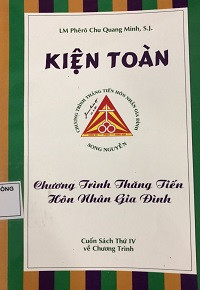 LM Phêrô Chu Quang Minh, S.J.
KIỆN TOÀN
CHƯƠNG TRÌNH THĂNG TIẾN HÔN NHÂN GIA ĐÌNH
SONG NGUYỀN
Chương Trình Thăng Tiến
Hôn Nhân Gia Đình
Cuốn Sách Thứ IV
về Chương Trình